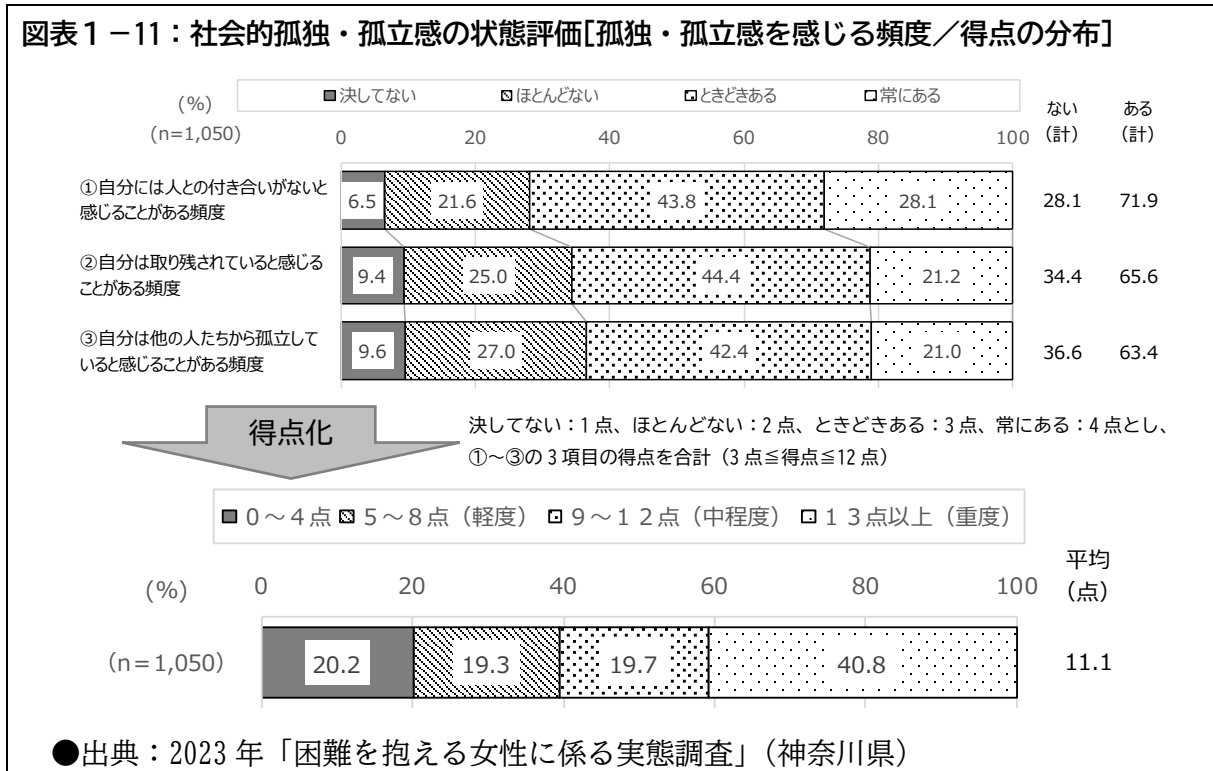 図表1-11:社会的孤独・孤立感の状態評価[孤独・孤立感を感じる頻度/得点の分布]
■決してない ほとんどない ときどきある 常にある
(%)
(n=1,050)
0 20 40 60 80 100
ない
(計)
ある
(計)
①自分には人との付き合いがないと
感じることがある頻度
6.5 21.6 43.8 28.1 28.1 71.9
②自分は取り残されていると感じる
ことがある頻度
9.4 25.0 44.4 21.2 34.4 65.6
③自分は他の人たちから孤立して
いると感じることがある頻度
9.6 27.0 42.4 21.0 36.6 63.4
得点化
決してない:1点、ほとんどない:2点、ときどきある:3点、常にある:4点とし、
①~③の3項目の得点を合計(3点≦得点≦12点)
■0~4点 5~8点(軽度) 9~12点(中程度) 13点以上(重度)
(%)
0 20 40 60 80 100
平均
(点)
(n=1,050)
20.2 19.3 19.7 40.8 11.1
●出典:2023年「困難を抱える女性に係る実態調査」(神奈川県)